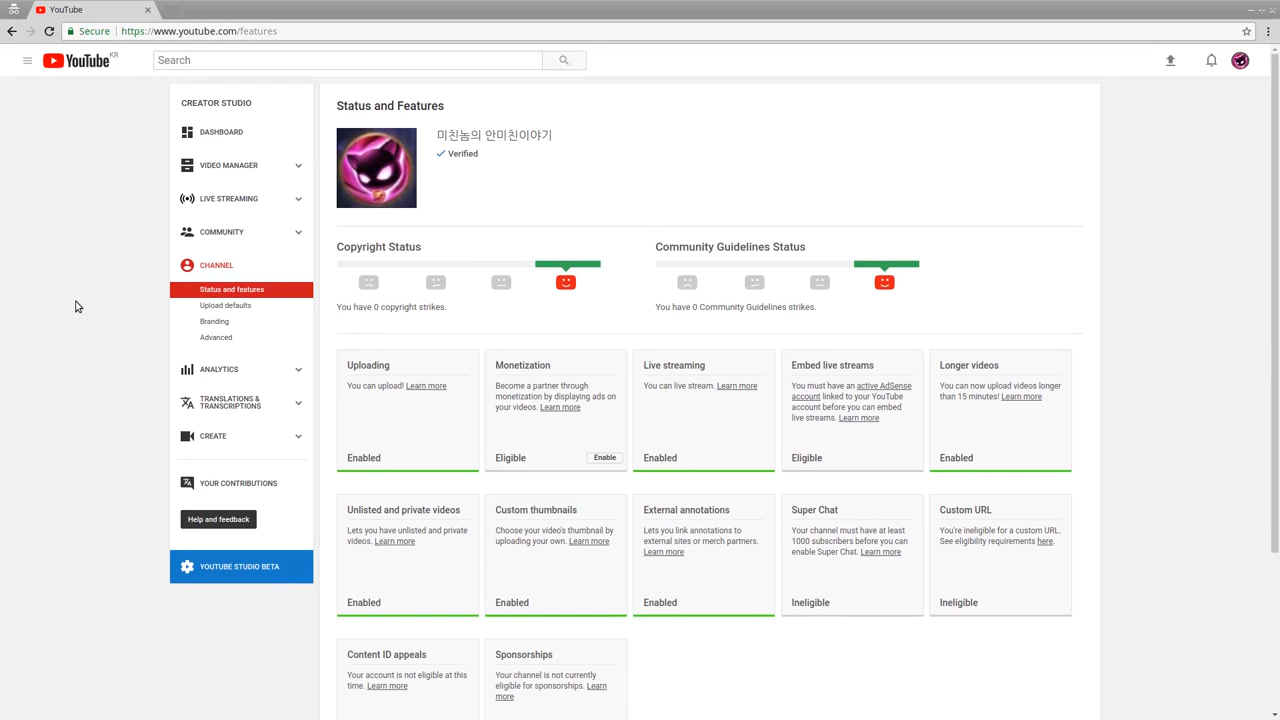 YouTube
Secure https://www.youtube.com/features
YouTube KR
Search
CREATOR STUDIO
DASHBOARD
VIDEO MANAGER
LIVE STREAMING
COMMUNITY
CHANNEL
Status and features
Upload defaults
Branding
Advanced
ANALYTICS
TRANSLATIONS &
TRANSCRIPTIONS
CREATE
YOUR CONTRIBUTIONS
Help and feedback
YOUTUBE STUDIO BETA
Status and Features
미친놈의 안미친이야기
Verified
Copyright Status
You have 0 copyright strikes.
Community Guidelines Status
You have 0 Community Guidelines strikes.
Uploading
You can upload! Learn more
Enabled
Monetization
Become a partner through
monetization by displaying ads on
your videos. Learn more
Eligible Enable
Live streaming
You can live stream. Learn more
Enabled
Embed live streams
You must have an active AdSense
account linked to your YouTube
account before you can embed
live streams. Learn more
Eligible
Longer videos
You can now upload videos longer
than 15 minutes! Learn more
Enabled
Unlisted and private videos
Lets you have unlisted and private
videos. Learn more
Enabled
Custom thumbnails
Choose your video's thumbnail by
uploading your own. Learn more
Enabled
External annotations
Lets you link annotations to
external sites or merch partners.
Learn more
Enabled
Super Chat
Your channel must have at least
1000 subscribers before you can
enable Super Chat. Learn more
Ineligible
Custom URL
You're ineligible for a custom URL.
See eligibility requirements here.
Ineligible
Content ID appeals
Your account is not eligible at this
time. Learn more
Sponsorships
Your channel is not currently
eligible for sponsorships. Learn
more